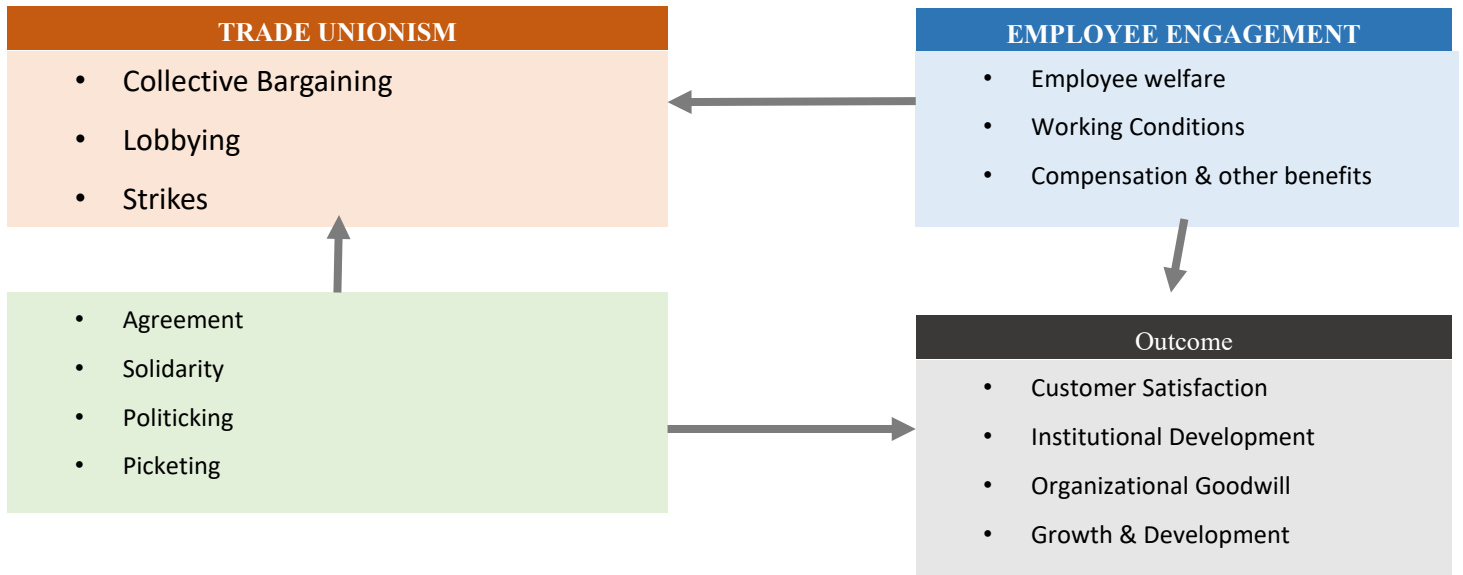 TRADE UNIONISM
• Collective Bargaining
• Lobbying
• Strikes
EMPLOYEE ENGAGEMENT
• Employee welfare
• Working Conditions
• Compensation & other benefits
• Agreement
• Solidarity
• Politicking
• Picketing
Outcome
• Customer Satisfaction
• Institutional Development
• Organizational Goodwill
• Growth & Development